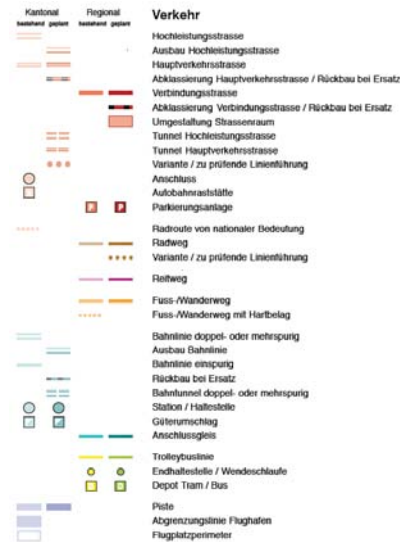 Kantonal Regional Verkehr
bestehend geplant bestehend geplant
Hochleistungsstrasse
Ausbau Hochleistungsstrasse
Hauptverkehrsstrasse
Abklassierung Hauptverkehrsstrasse / Rückbau bei Ersatz
Verbindungsstrasse
Abklassierung Verbindungsstrasse / Rückbau bei Ersatz
Umgestaltung Strassenraum
Tunnel Hochleistungsstrasse
Tunnel Hauptverkehrsstrasse
Variante / zu prüfende Linienführung
Anschluss
Autobahnraststätte
P P Parkierungsanlage
Radroute von nationaler Bedeutung
Radweg
Variante / zu prüfende Linienführung
Reitweg
Fuss-/Wanderweg
Fuss-/Wanderweg mit Hartbelag
Bahnlinie doppel- oder mehrspurig
Ausbau Bahnlinie
Bahnlinie einspurig
Rückbau bei Ersatz
Bahntunnel doppel- oder mehrspurig
Station / Haltestelle
Güterumschlag
Anschlussgleis
Trolleybuslinie
Endhaltestelle / Wendeschlaufe
Depot Tram / Bus
Piste
Abgrenzungslinie Flughafen
Flugplatzperimeter